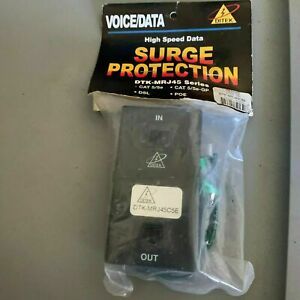 VOICE/DATA
DITEK
High Speed Data
SURGE
PROTECTION
DTK-MRJ45 Series
• CAT 5/5e • CAT 5/5e-GP
• DSL • POE
IN
DITEK
DTK-MRJ45C5E
OUT